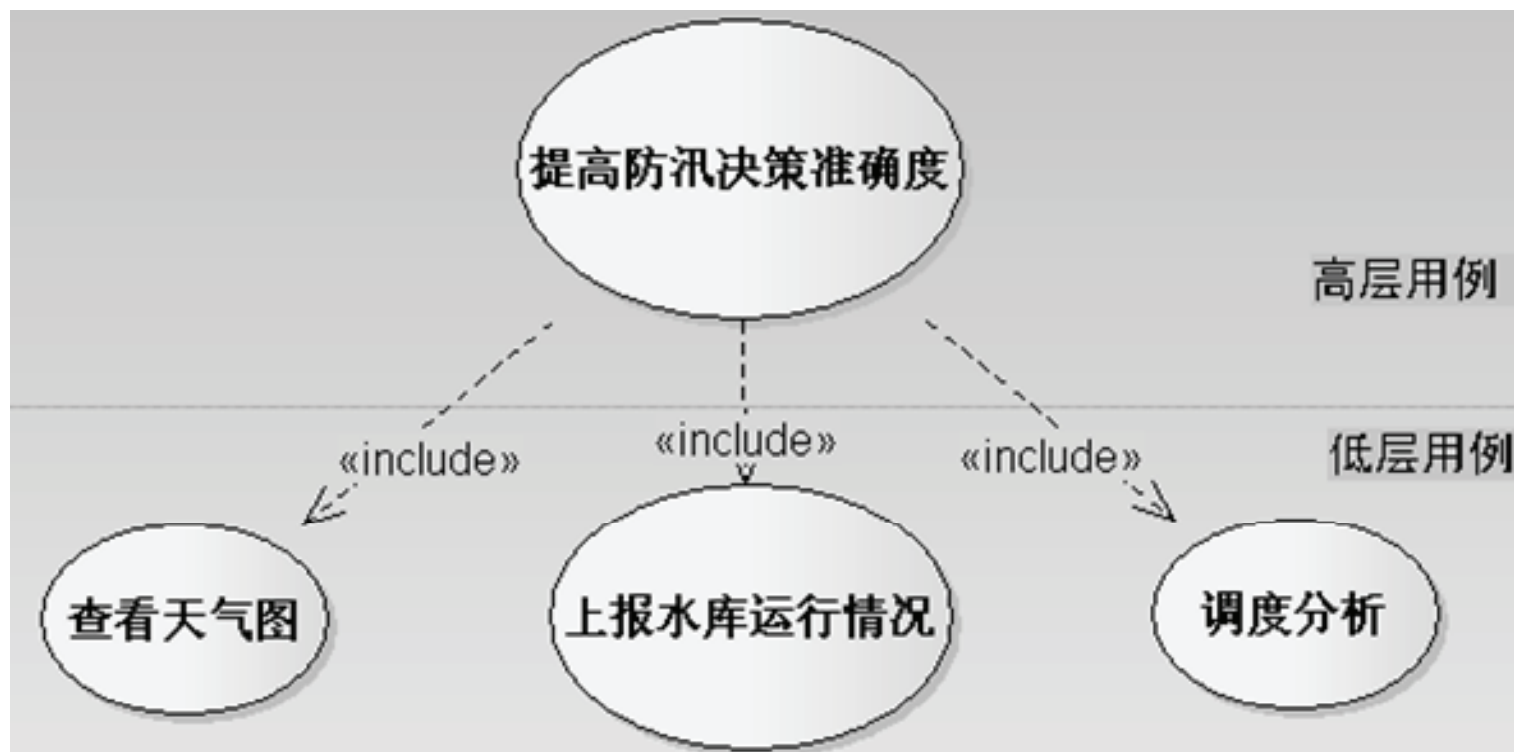 提高防汛决策准确度
高层用例
«include»
«include»
«include»
低层用例
查看天气图
上报水库运行情况
调度分析